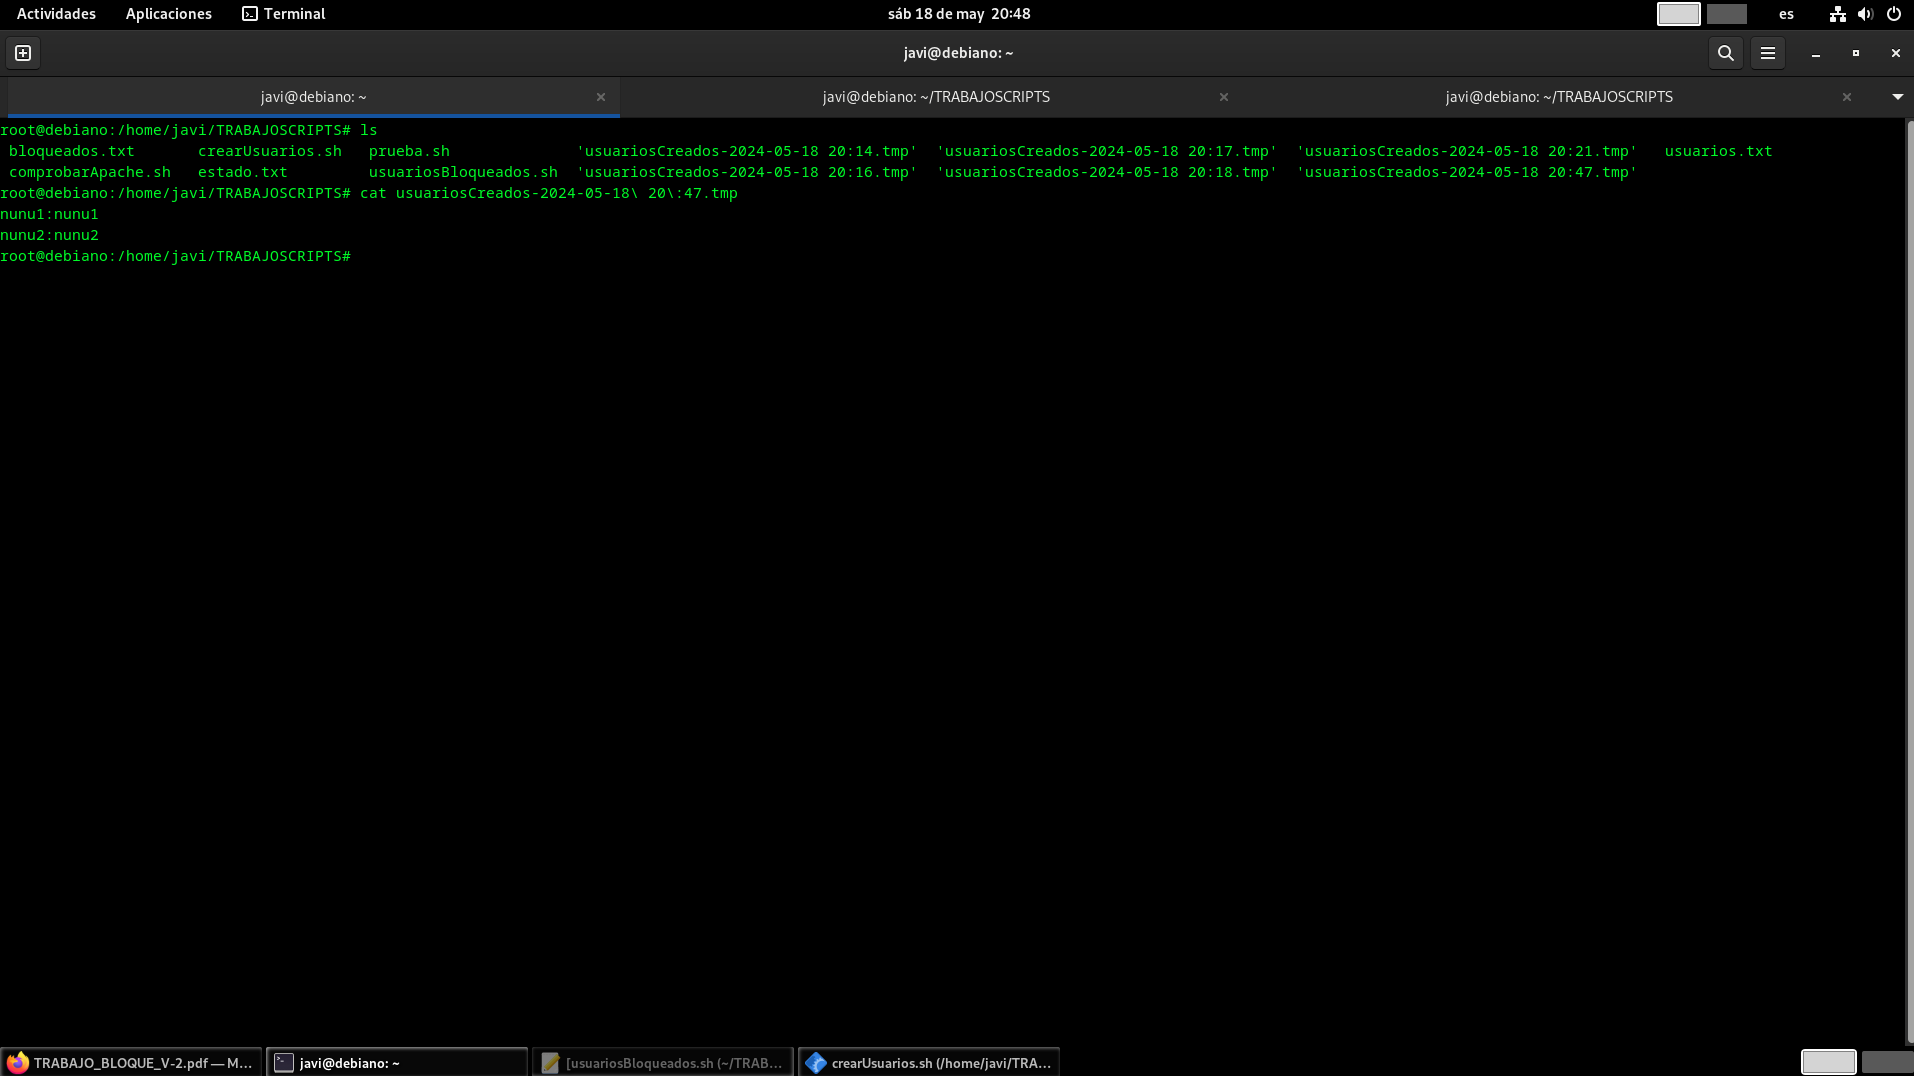 Actividades Aplicaciones Terminal sáb 18 de may 20:48 es
javi@debiano: ~
javi@debiano: ~ javi@debiano: ~/TRABAJOSCRIPTS javi@debiano: ~/TRABAJOSCRIPTS
root@debiano:/home/javi/TRABAJOSCRIPTS# ls
bloqueados.txt crearUsuarios.sh prueba.sh 'usuariosCreados-2024-05-18 20:14.tmp' 'usuariosCreados-2024-05-18 20:17.tmp' 'usuariosCreados-2024-05-18 20:21.tmp' usuarios.txt
comprobarApache.sh estado.txt usuariosBloqueados.sh 'usuariosCreados-2024-05-18 20:16.tmp' 'usuariosCreados-2024-05-18 20:18.tmp' 'usuariosCreados-2024-05-18 20:47.tmp'
root@debiano:/home/javi/TRABAJOSCRIPTS# cat usuariosCreados-2024-05-18\ 20\:47.tmp
nunu1:nunu1
nunu2:nunu2
root@debiano:/home/javi/TRABAJOSCRIPTS#
TRABAJO_BLOQUE_V-2.pdf — M... javi@debiano: ~ [usuariosBloqueados.sh (~/TRAB... crearUsuarios.sh (/home/javi/TRA...